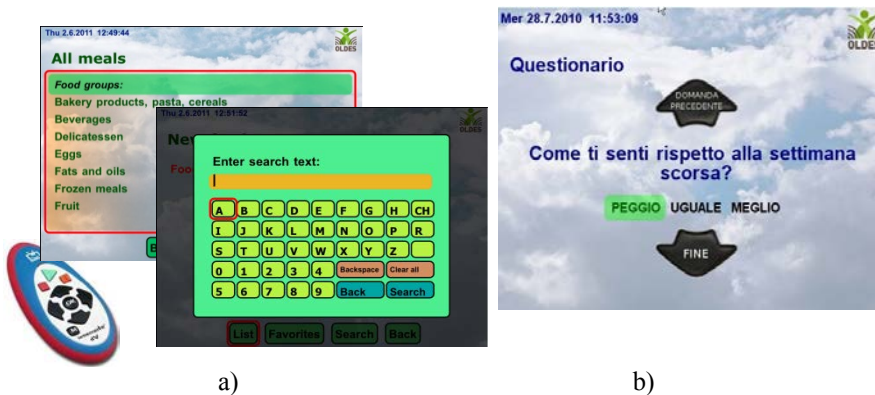 Thu 2.6.2011 12:49:44
OLDES
All meals
Food groups:
Bakery products, pasta, cereals
Beverages
Delicatessen
Eggs
Fats and oils
Frozen meals
Fruit
B
Thu 2.6.2011 12:51:52
OLDES
New
Foo
Enter search text:
A B C D E F G H CH
I J K L M N O P R
S T U V W X Y Z
0 1 2 3 4 Backspace Clear all
5 6 7 8 9 Back Search
List Favorites Search Back
OK
a)
Mer 28.7.2010 11:53:09
OLDES
Questionario
DOMANDA
PRECEDENTE
Come ti senti rispetto alla settimana
scorsa?
PEGGIO UGUALE MEGLIO
FINE
b)